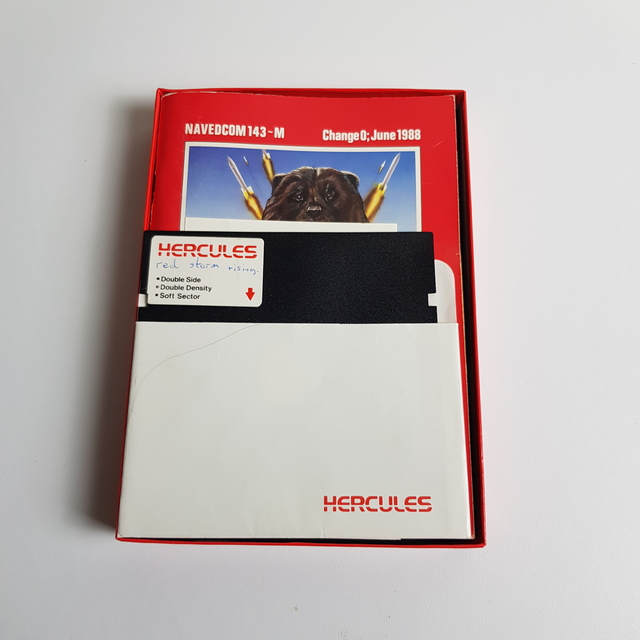 NAVEDCOM 143~M Change 0; June 1988
HERCULES
red storm rising.
• Double Side
• Double Density
• Soft Sector
HERCULES